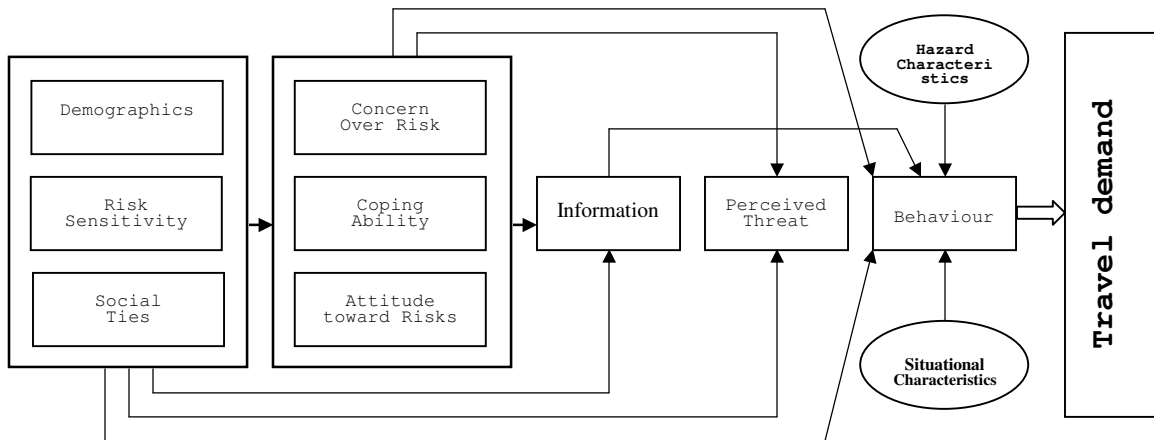 Demographics
Risk
Sensitivity
Social
Ties
Concern
Over Risk
Coping
Ability
Attitude
toward Risks
Information
Perceived
Threat
Hazard
Characteri
stics
Behaviour
Situational
Characteristics
Travel demand